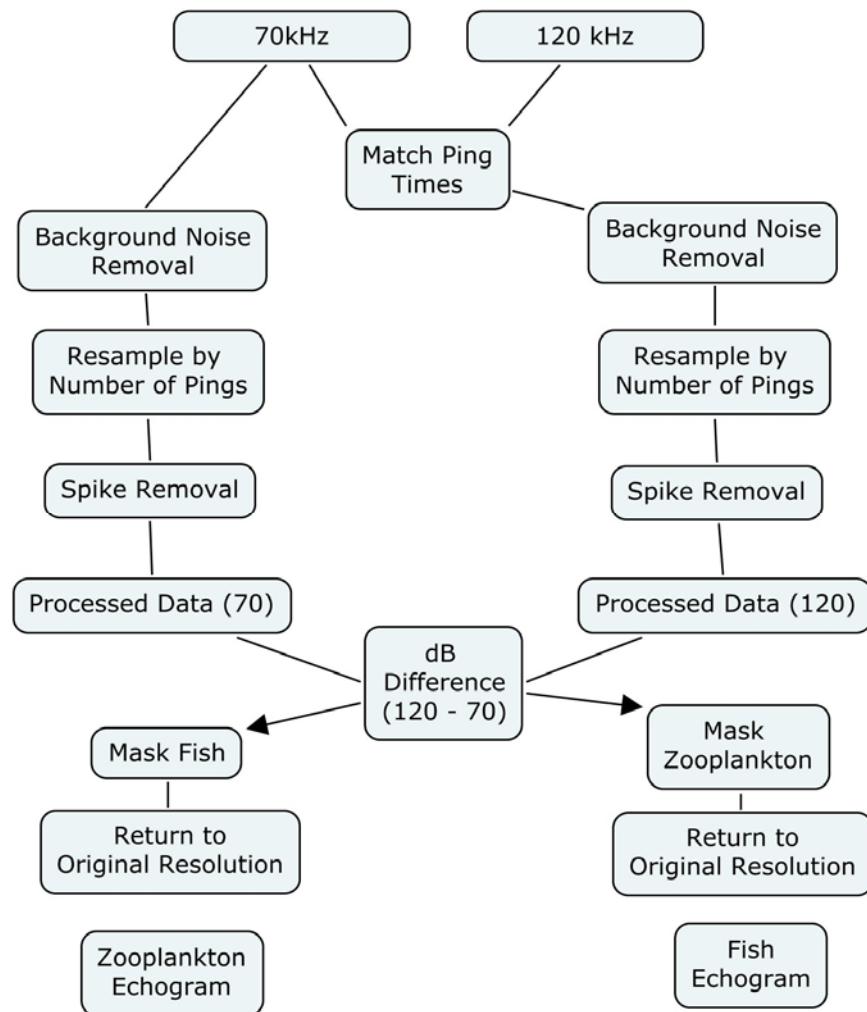 70kHz
120 kHz
Match Ping
Times
Background Noise
Removal
Background Noise
Removal
Resample by
Number of Pings
Resample by
Number of Pings
Spike Removal
Spike Removal
Processed Data (70)
Processed Data (120)
dB
Difference
(120 - 70)
Mask Fish
Mask
Zooplankton
Return to
Original Resolution
Return to
Original Resolution
Zooplankton
Echogram
Fish
Echogram